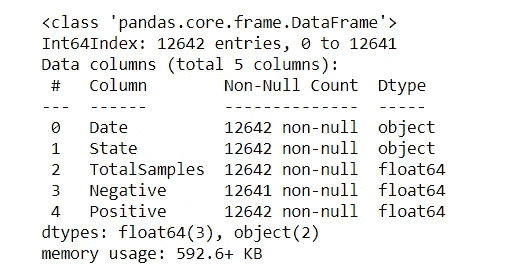 <class 'pandas.core.frame.DataFrame'>
Int64Index: 12642 entries, 0 to 12641
Data columns (total 5 columns):
 #   Column        Non-Null Count  Dtype
---  ------        --------------  -----
 0   Date          12642 non-null  object
 1   State         12642 non-null  object
 2   TotalSamples  12642 non-null  float64
 3   Negative      12641 non-null  float64
 4   Positive      12642 non-null  float64
dtypes: float64(3), object(2)
memory usage: 592.6+ KB